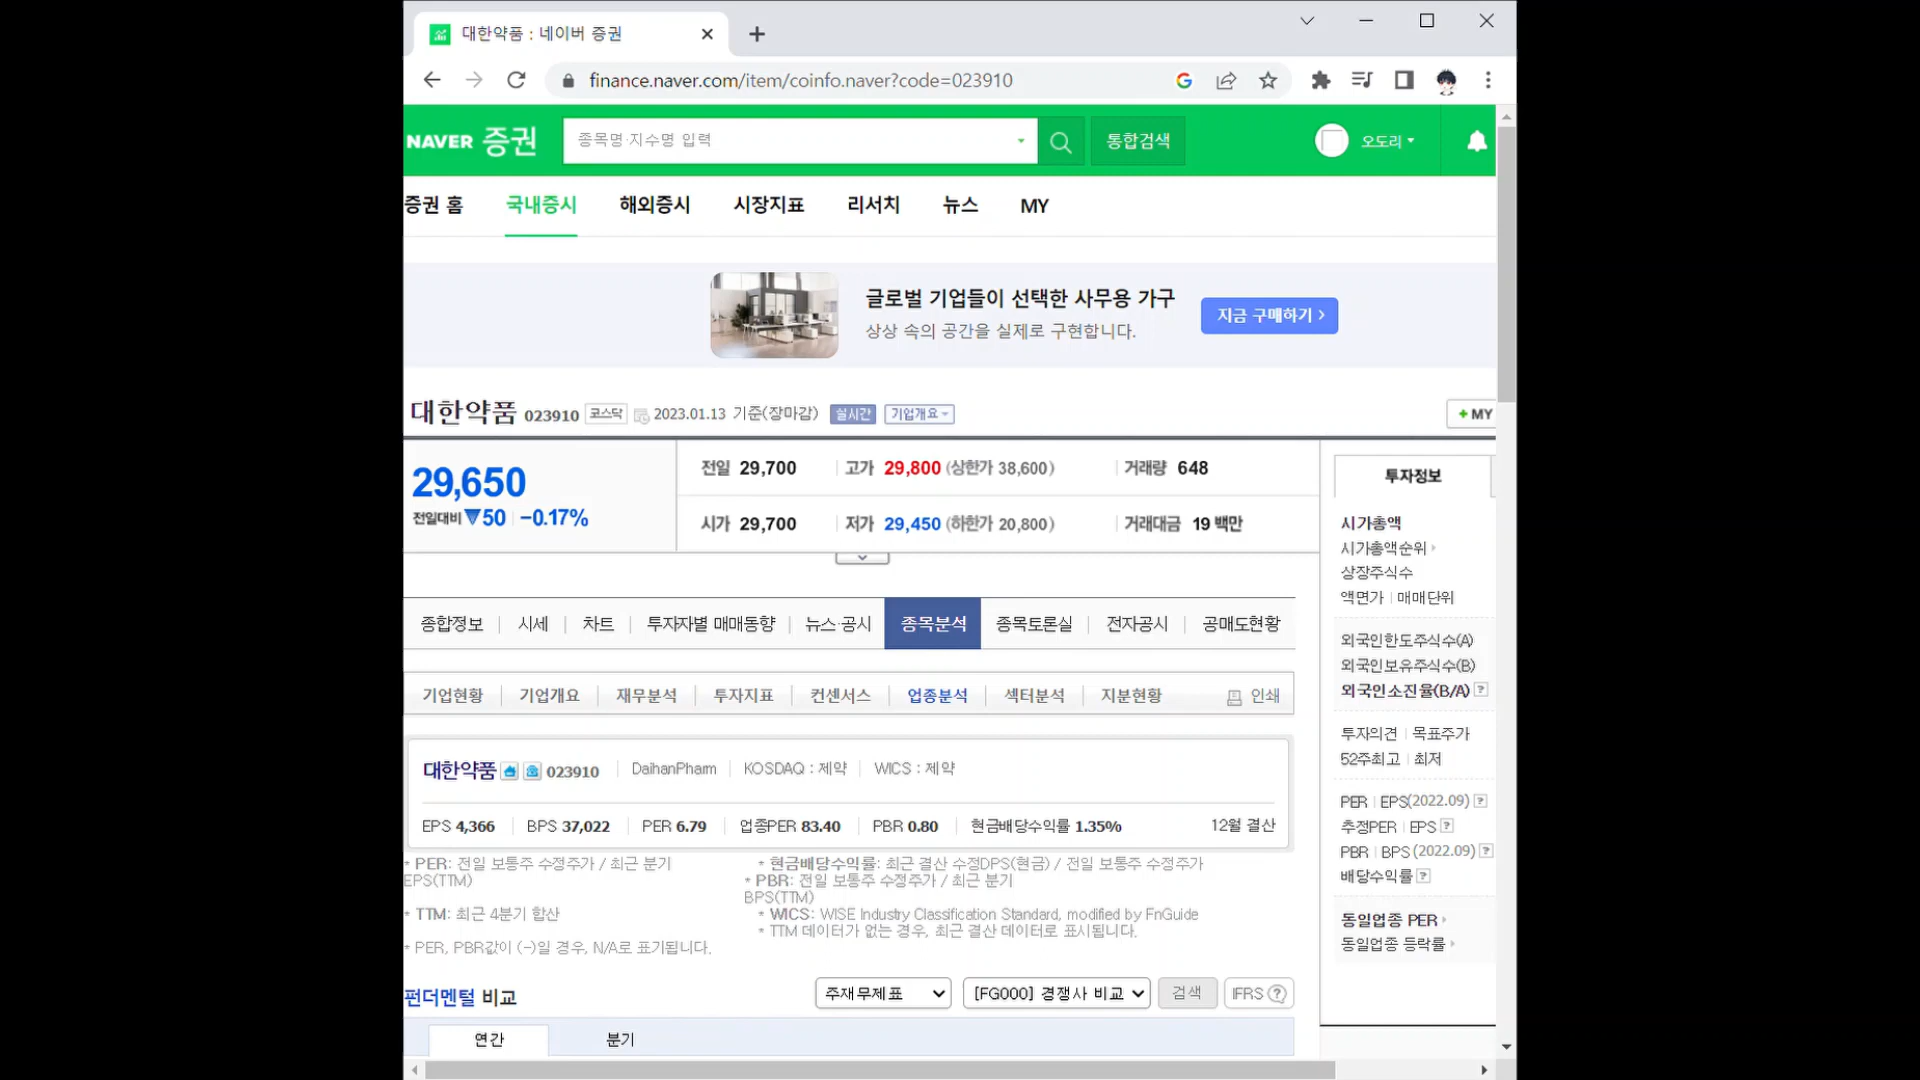 대한약품 : 네이버 증권
finance.naver.com/item/coinfo.naver?code=023910
NAVER 증권
종목명·지수명 입력
통합검색
오도리
증권 홈 국내증시 해외증시 시장지표 리서치 뉴스 MY
글로벌 기업들이 선택한 사무용 가구
상상 속의 공간을 실제로 구현합니다.
지금 구매하기 >
대한약품 023910 코스닥 2023.01.13 기준(장마감) 실시간 기업개요
+ MY
29,650
전일대비 ▼50 -0.17%
전일 29,700 고가 29,800 (상한가 38,600) 거래량 648
시가 29,700 저가 29,450 (하한가 20,800) 거래대금 19 백만
종합정보 시세 차트 투자자별 매매동향 뉴스·공시 종목분석 종목토론실 전자공시 공매도현황
기업현황 기업개요 재무분석 투자지표 컨센서스 업종분석 섹터분석 지분현황 인쇄
대한약품 023910 DaihanPharm KOSDAQ : 제약 WICS : 제약
EPS 4,366 BPS 37,022 PER 6.79 업종PER 83.40 PBR 0.80 현금배당수익률 1.35% 12월 결산
* PER: 전일 보통주 수정주가 / 최근 분기
EPS(TTM)
* 현금배당수익률: 최근 결산 수정DPS(현금) / 전일 보통주 수정주가
* PBR: 전일 보통주 수정주가 / 최근 분기
BPS(TTM)
* TTM: 최근 4분기 합산
* WICS: WISE Industry Classification Standard, modified by FnGuide
* TTM 데이터가 없는 경우, 최근 결산 데이터로 표시됩니다.
* PER, PBR값이 (-)일 경우, N/A로 표기됩니다.
펀더멘털 비교
주재무제표 [FG000] 경쟁사 비교 검색 IFRS ?
연간 분기
투자정보
시가총액
시가총액순위
상장주식수
액면가 | 매매단위
외국인한도주식수(A)
외국인보유주식수(B)
외국인소진율(B/A) ?
투자의견 | 목표주가
52주최고 | 최저
PER | EPS(2022.09) ?
추정PER | EPS ?
PBR | BPS (2022.09) ?
배당수익률 ?
동일업종 PER
동일업종 등락률